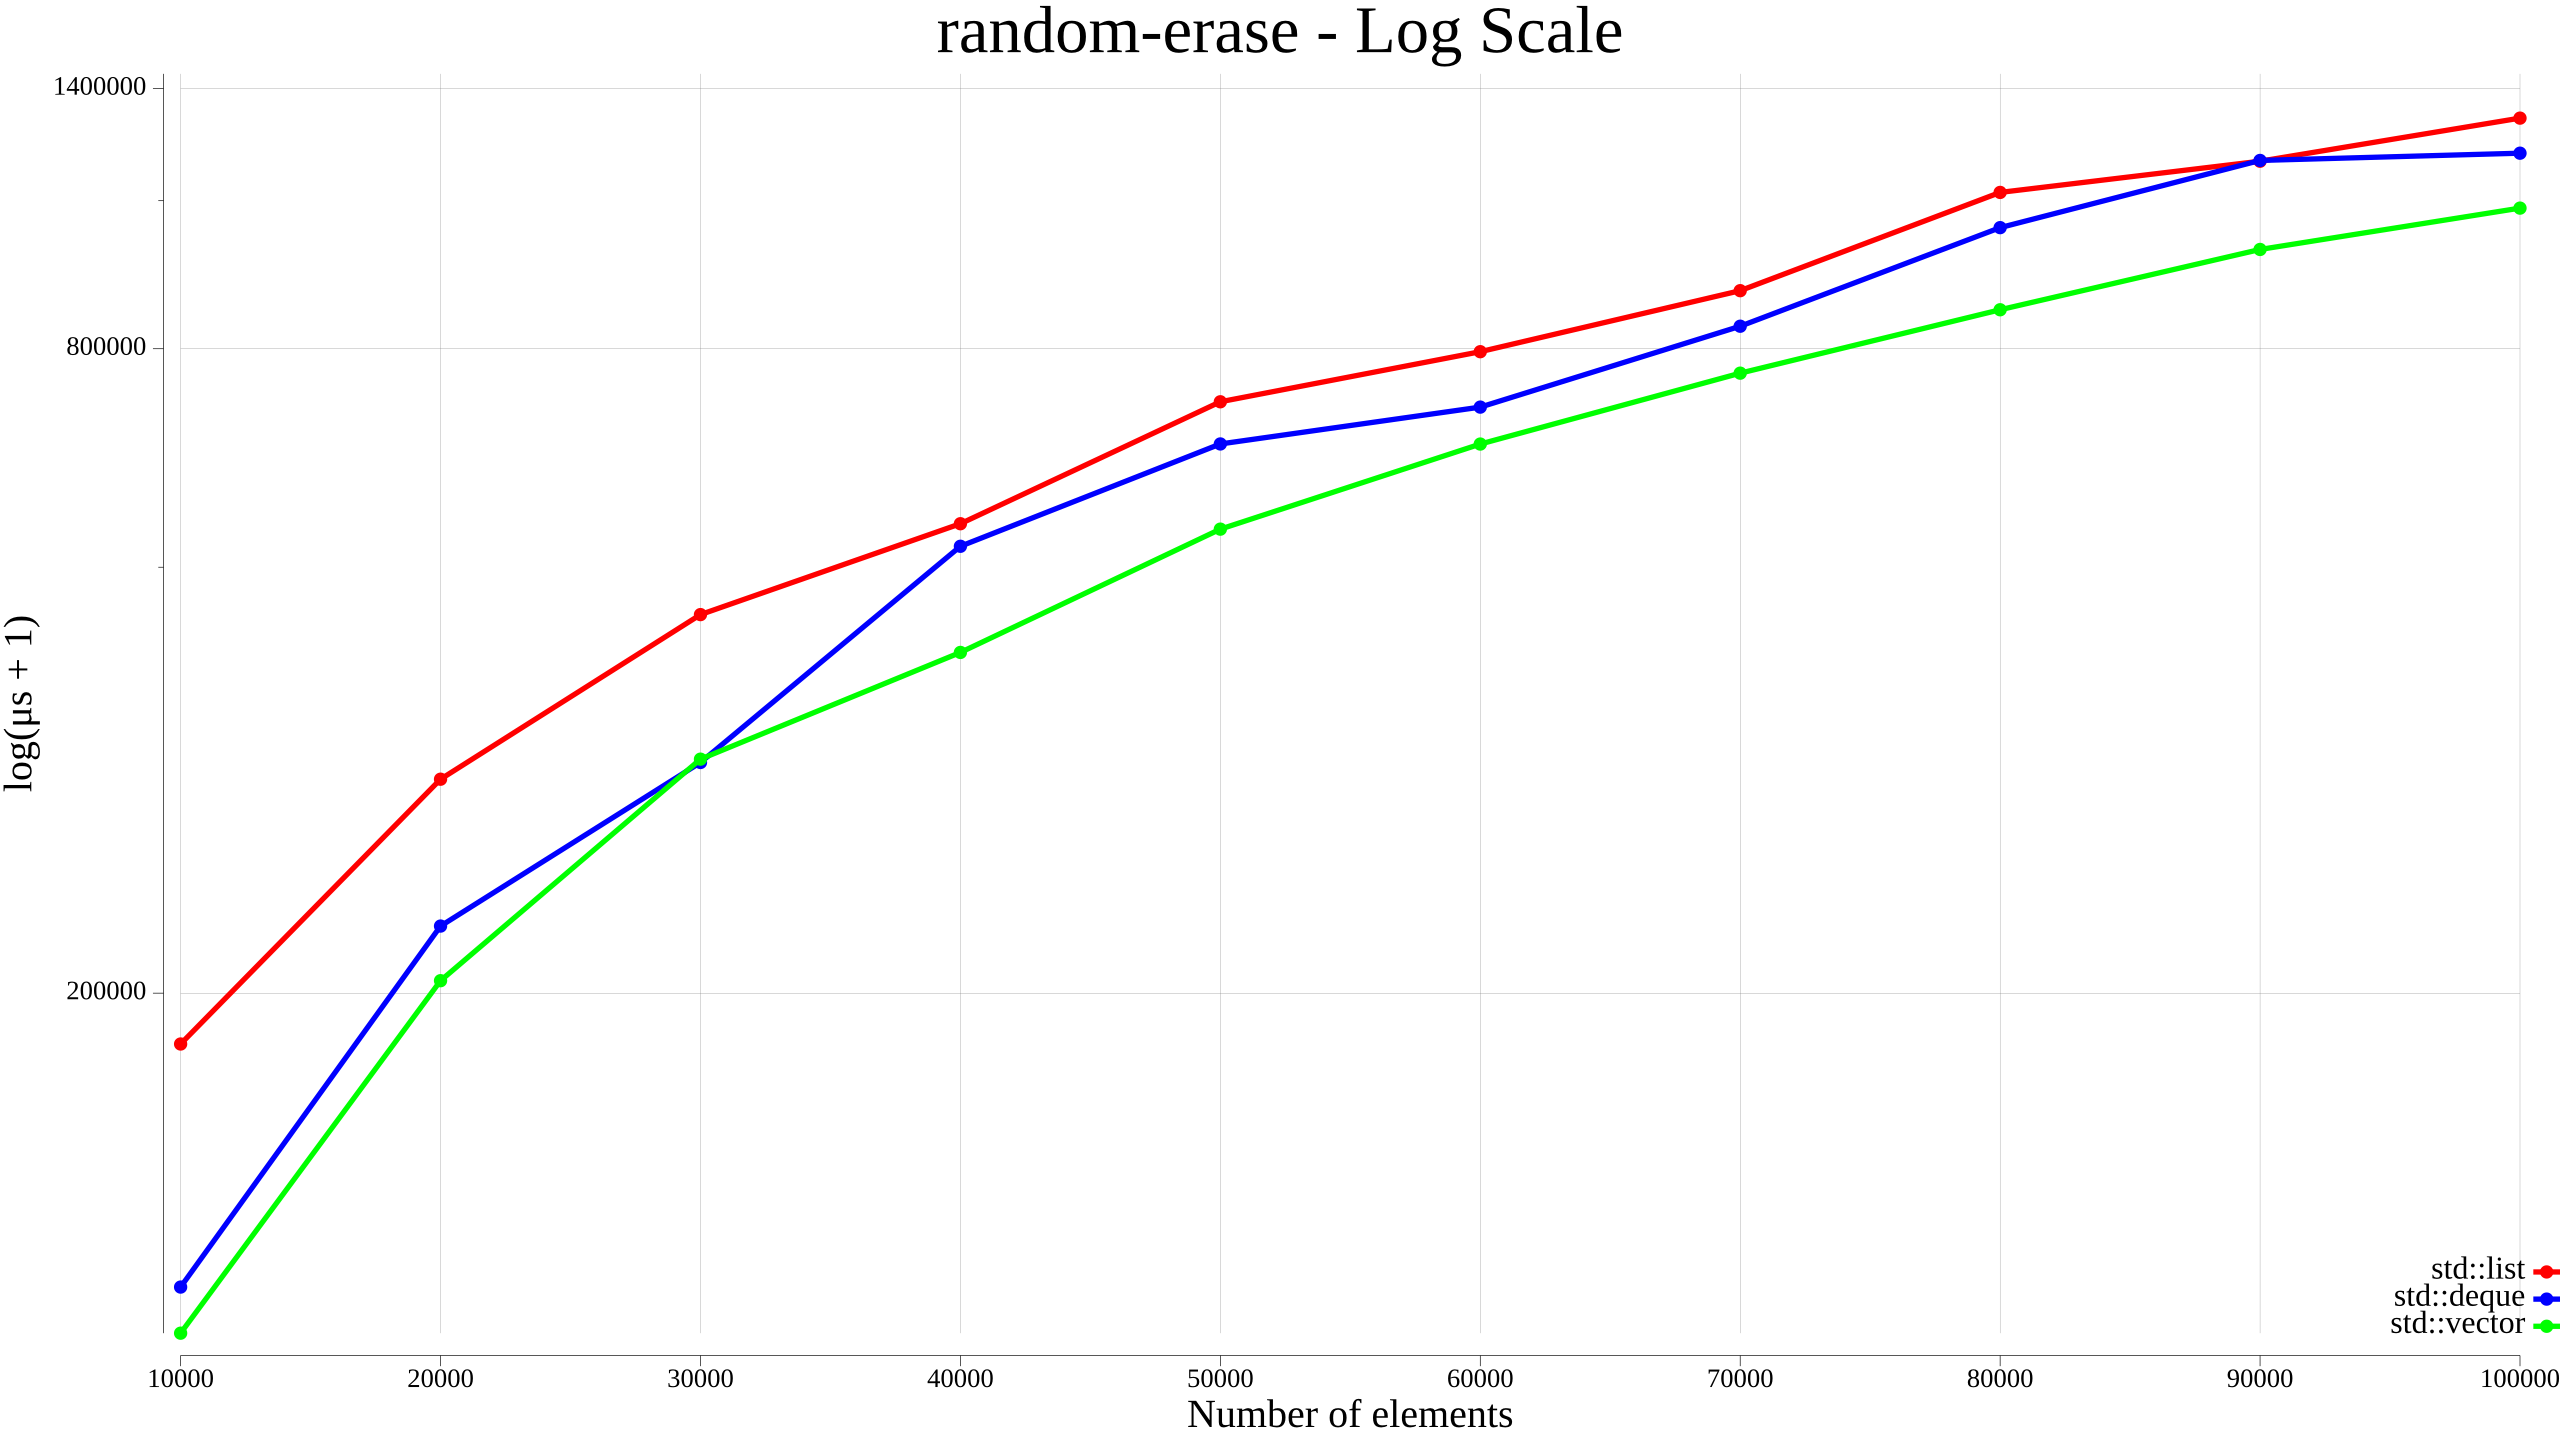 random-erase - Log Scale
1400000
800000
200000
log(µs + 1)
10000 20000 30000 40000 50000 60000 70000 80000 90000 100000
Number of elements
std::list
std::deque
std::vector